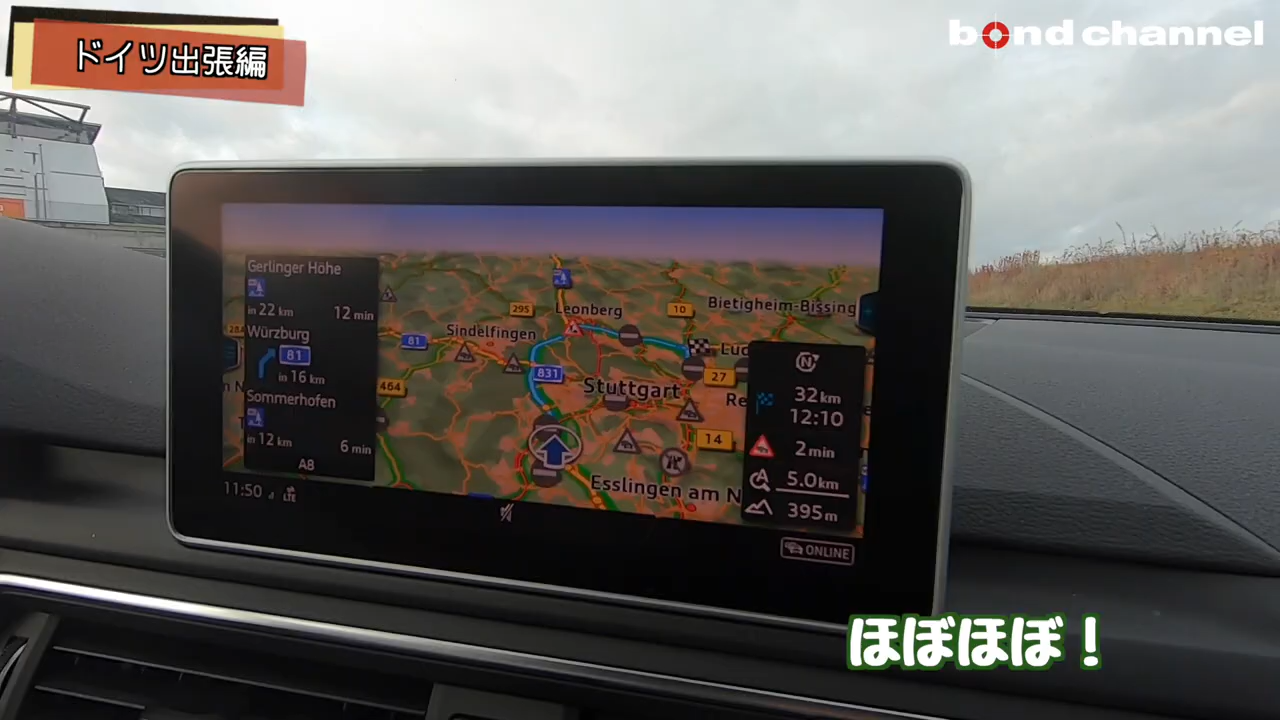 ドイツ出張編
bond channel
Gerlinger Höhe
in 22 km 12 min
Würzburg
81
in 16 km
Sommerhofen
in 12 km 6 min
A8
11:50 LTE
295
Leonberg
10
Bietigheim-Bissing
Sindelfingen
81
831
464
Stuttgart
27
14
Esslingen am N
N
32 km
12:10
2 min
5.0 km
395 m
ONLINE
ほぼほぼ!